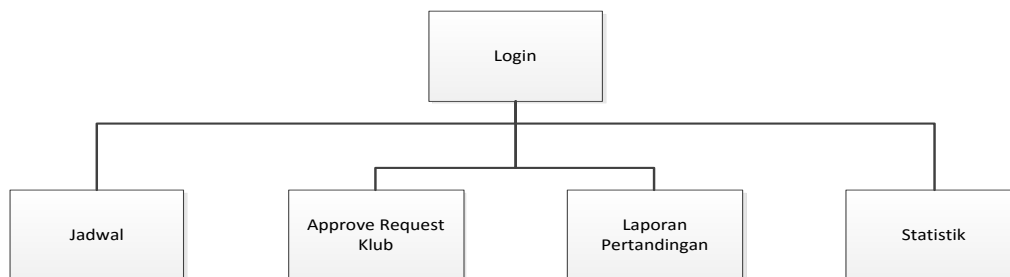 Login
Jadwal
Approve Request
Klub
Laporan
Pertandingan
Statistik